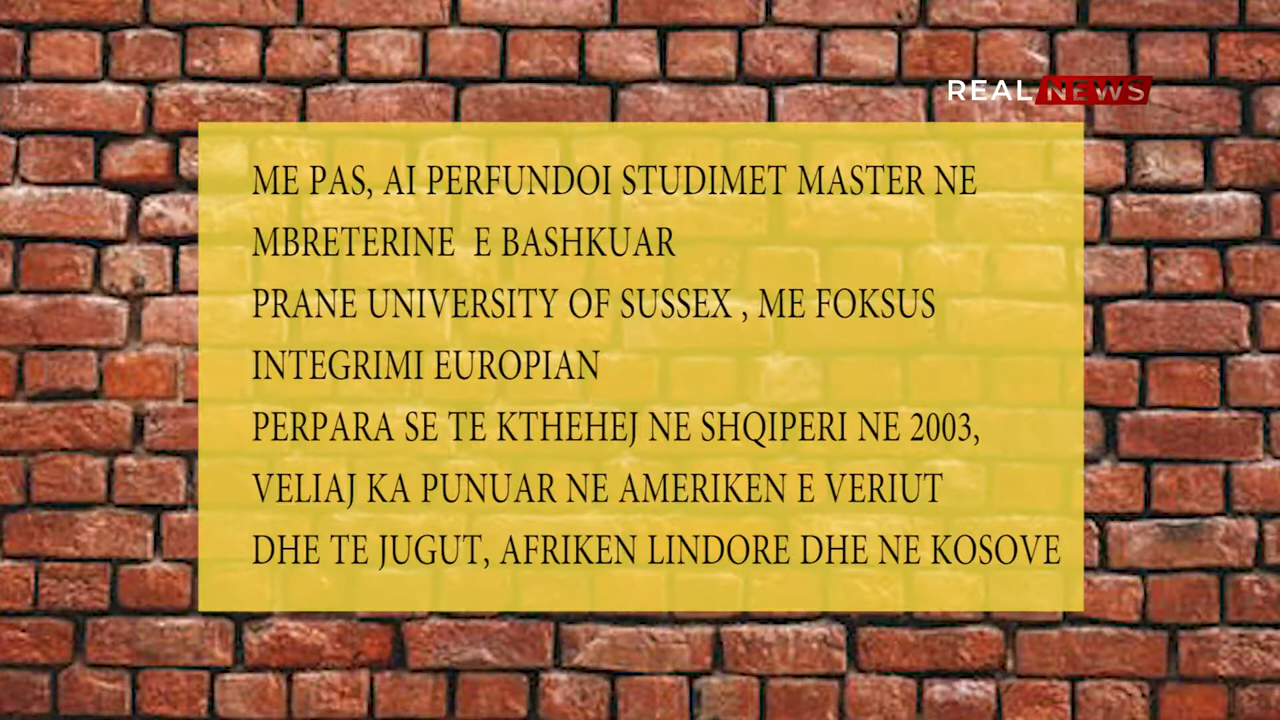 REAL NEWS
ME PAS, AI PERFUNDOI STUDIMET MASTER NE
MBRETERINE E BASHKUAR
PRANE UNIVERSITY OF SUSSEX , ME FOKSUS
INTEGRIMI EUROPIAN
PERPARA SE TE KTHEHEJ NE SHQIPERI NE 2003,
VELIAJ KA PUNUAR NE AMERIKEN E VERIUT
DHE TE JUGUT, AFRIKEN LINDORE DHE NE KOSOVE